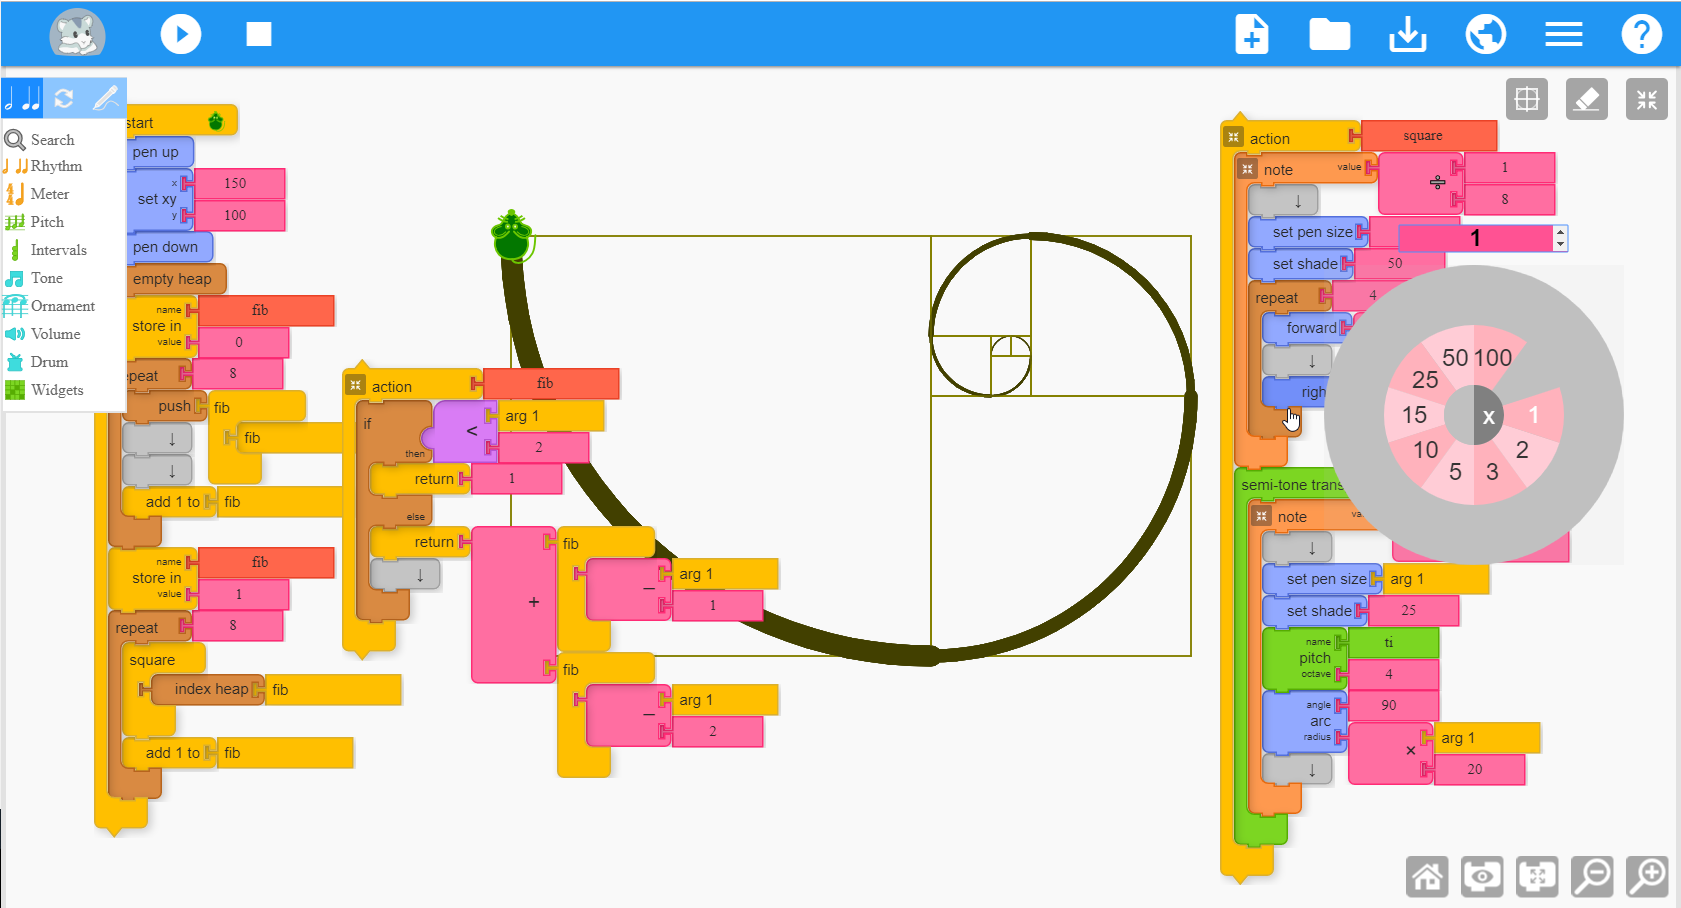 start
pen up
x
150
set xy
y
100
pen down
empty heap
name
fib
store in
value
0
8
push
fib
fib
add 1 to
fib
name
fib
store in
value
1
repeat
8
square
index heap
fib
add 1 to
fib
Search
Rhythm
Meter
Pitch
Intervals
Tone
Ornament
Volume
Drum
Widgets
action
fib
if
<
arg 1
2
then
return
1
else
return
+
fib
−
arg 1
1
fib
−
arg 1
2
action
square
note
value
÷
1
8
set pen size
1
set shade
50
repeat
4
forward
50
100
25
15
x
1
10
2
5
3
note
set pen size
arg 1
set shade
25
name
ti
pitch
octave
4
angle
90
arc
radius
×
arg 1
20